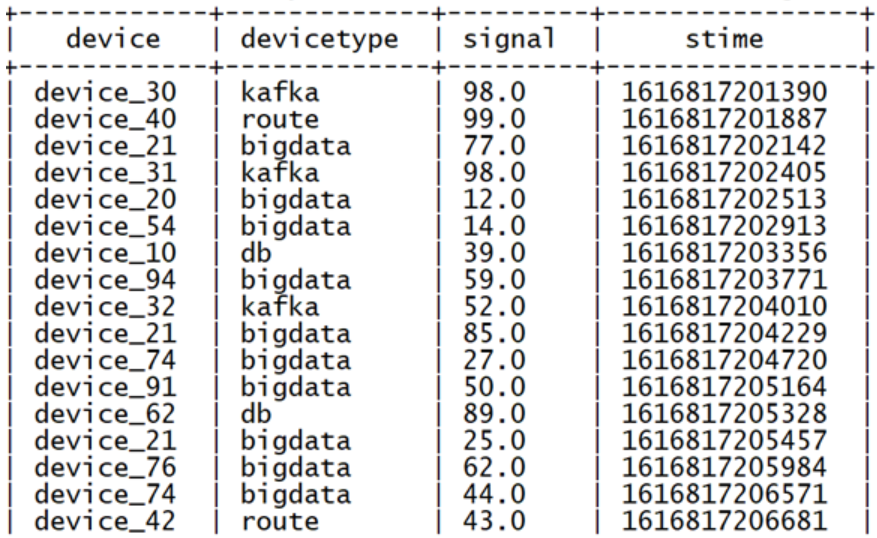 +------------+-------------+---------+----------------+
| device | devicetype | signal | stime |
+------------+-------------+---------+----------------+
| device_30 | kafka | 98.0 | 1616817201390 |
| device_40 | route | 99.0 | 1616817201887 |
| device_21 | bigdata | 77.0 | 1616817202142 |
| device_31 | kafka | 98.0 | 1616817202405 |
| device_20 | bigdata | 12.0 | 1616817202513 |
| device_54 | bigdata | 14.0 | 1616817202913 |
| device_10 | db | 39.0 | 1616817203356 |
| device_94 | bigdata | 59.0 | 1616817203771 |
| device_32 | kafka | 52.0 | 1616817204010 |
| device_21 | bigdata | 85.0 | 1616817204229 |
| device_74 | bigdata | 27.0 | 1616817204720 |
| device_91 | bigdata | 50.0 | 1616817205164 |
| device_62 | db | 89.0 | 1616817205328 |
| device_21 | bigdata | 25.0 | 1616817205457 |
| device_76 | bigdata | 62.0 | 1616817205984 |
| device_74 | bigdata | 44.0 | 1616817206571 |
| device_42 | route | 43.0 | 1616817206681 |